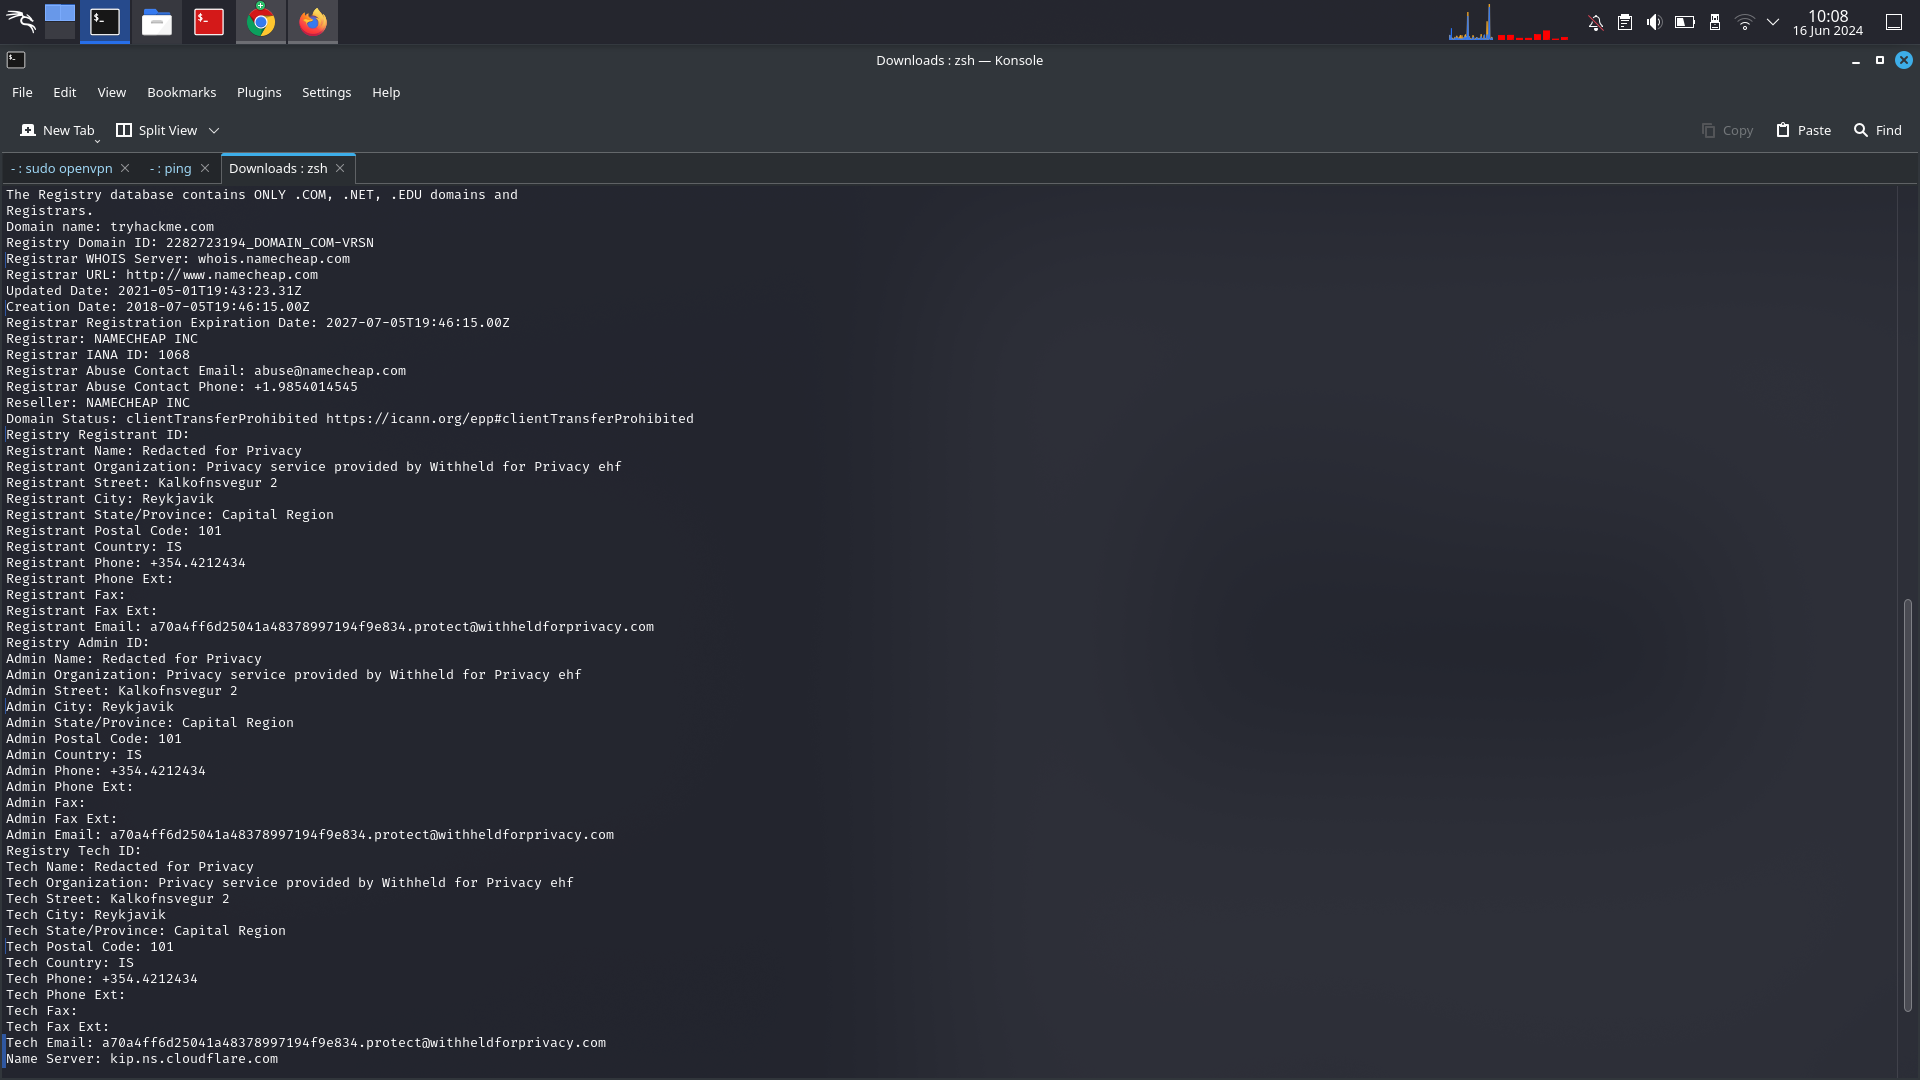 10:08
16 Jun 2024
Downloads : zsh — Konsole
File Edit View Bookmarks Plugins Settings Help
New Tab Split View Copy Paste Find
- : sudo openvpn - : ping Downloads : zsh
The Registry database contains ONLY .COM, .NET, .EDU domains and
Registrars.
Domain name: tryhackme.com
Registry Domain ID: 2282723194_DOMAIN_COM-VRSN
Registrar WHOIS Server: whois.namecheap.com
Registrar URL: http://www.namecheap.com
Updated Date: 2021-05-01T19:43:23.31Z
Creation Date: 2018-07-05T19:46:15.00Z
Registrar Registration Expiration Date: 2027-07-05T19:46:15.00Z
Registrar: NAMECHEAP INC
Registrar IANA ID: 1068
Registrar Abuse Contact Email: abuse@namecheap.com
Registrar Abuse Contact Phone: +1.9854014545
Reseller: NAMECHEAP INC
Domain Status: clientTransferProhibited https://icann.org/epp#clientTransferProhibited
Registry Registrant ID:
Registrant Name: Redacted for Privacy
Registrant Organization: Privacy service provided by Withheld for Privacy ehf
Registrant Street: Kalkofnsvegur 2
Registrant City: Reykjavik
Registrant State/Province: Capital Region
Registrant Postal Code: 101
Registrant Country: IS
Registrant Phone: +354.4212434
Registrant Phone Ext:
Registrant Fax:
Registrant Fax Ext:
Registrant Email: a70a4ff6d25041a48378997194f9e834.protect@withheldforprivacy.com
Registry Admin ID:
Admin Name: Redacted for Privacy
Admin Organization: Privacy service provided by Withheld for Privacy ehf
Admin Street: Kalkofnsvegur 2
Admin City: Reykjavik
Admin State/Province: Capital Region
Admin Postal Code: 101
Admin Country: IS
Admin Phone: +354.4212434
Admin Phone Ext:
Admin Fax:
Admin Fax Ext:
Admin Email: a70a4ff6d25041a48378997194f9e834.protect@withheldforprivacy.com
Registry Tech ID:
Tech Name: Redacted for Privacy
Tech Organization: Privacy service provided by Withheld for Privacy ehf
Tech Street: Kalkofnsvegur 2
Tech City: Reykjavik
Tech State/Province: Capital Region
Tech Postal Code: 101
Tech Country: IS
Tech Phone: +354.4212434
Tech Phone Ext:
Tech Fax:
Tech Fax Ext:
Tech Email: a70a4ff6d25041a48378997194f9e834.protect@withheldforprivacy.com
Name Server: kip.ns.cloudflare.com